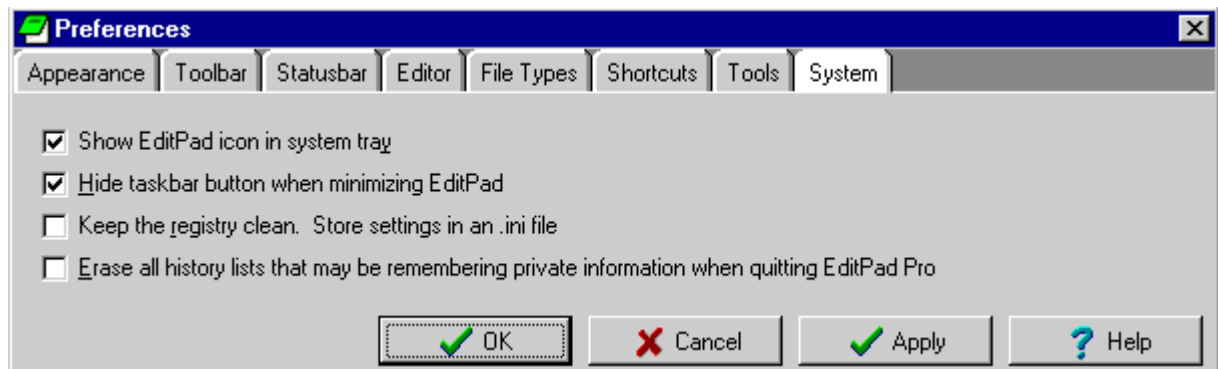 Preferences
Appearance Toolbar Statusbar Editor File Types Shortcuts Tools System
Show EditPad icon in system tray
Hide taskbar button when minimizing EditPad
Keep the registry clean.  Store settings in an .ini file
Erase all history lists that may be remembering private information when quitting EditPad Pro
OK Cancel Apply Help